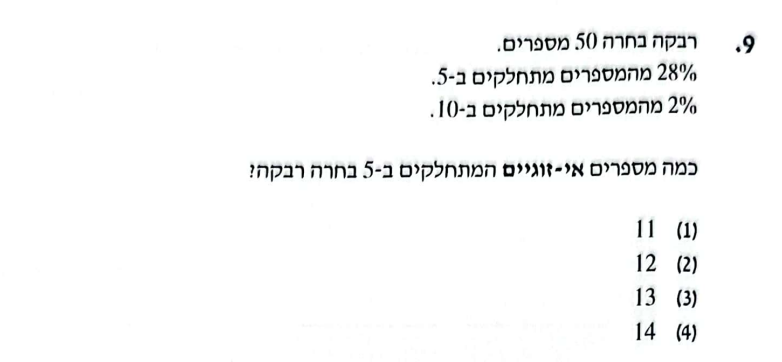 9. רבקה בחרה 50 מספרים.
28% מהמספרים מתחלקים ב-5.
2% מהמספרים מתחלקים ב-10.
כמה מספרים אי-זוגיים המתחלקים ב-5 בחרה רבקה?
(1) 11
(2) 12
(3) 13
(4) 14